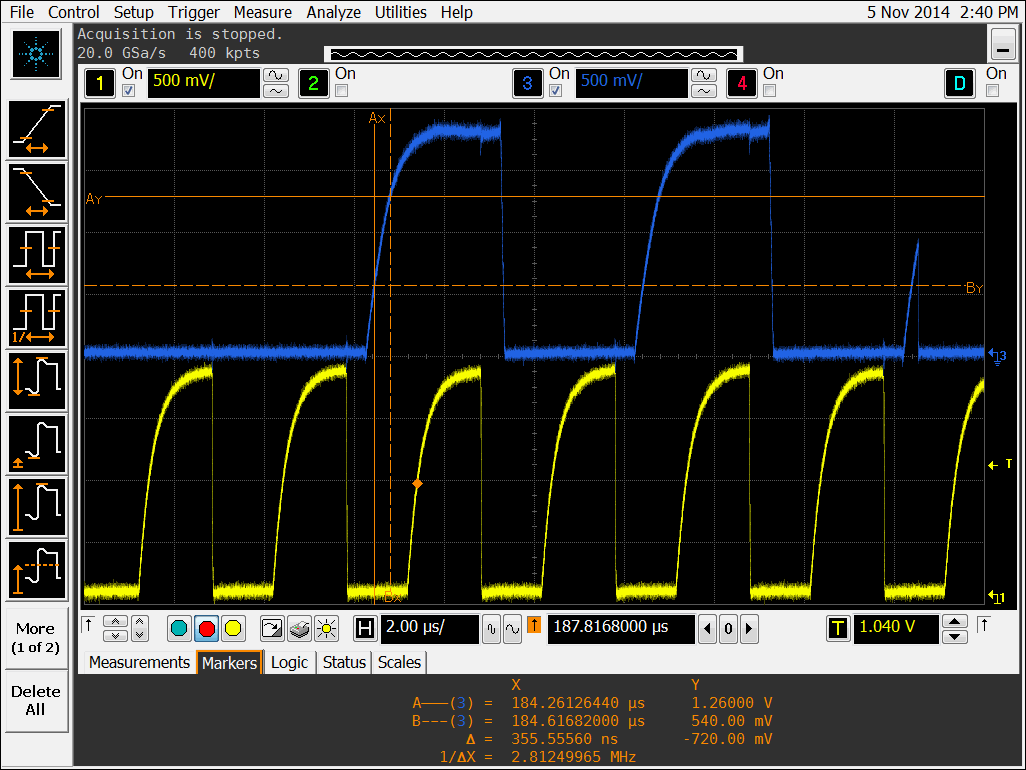 File Control Setup Trigger Measure Analyze Utilities Help 5 Nov 2014 2:40 PM
Acquisition is stopped.
20.0 GSa/s 400 kpts
1 On 500 mV/ 2 On 3 On 500 mV/ 4 On D On
Ax
Ay
By
3
T
Bx
1
1/
More
(1 of 2)
Delete
All
H 2.00 µs/ 187.8168000 µs 0 T 1.040 V
Measurements Markers Logic Status Scales
X Y
A———(3) = 184.26126440 µs 1.26000 V
B---(3) = 184.61682000 µs 540.00 mV
Δ = 355.55560 ns -720.00 mV
1/ΔX = 2.81249965 MHz